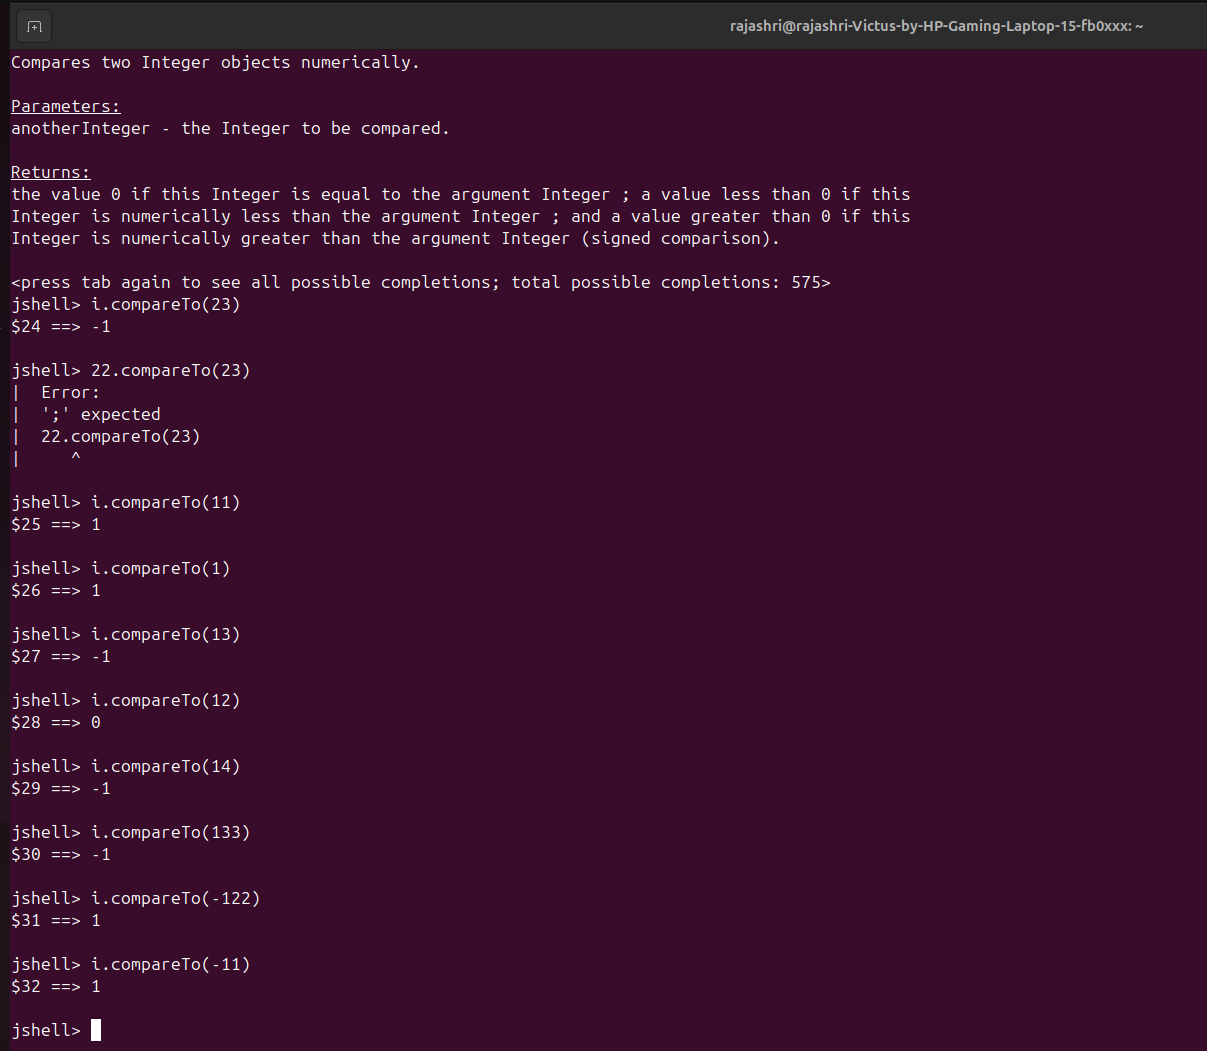 rajashri@rajashri-Victus-by-HP-Gaming-Laptop-15-fb0xxx: ~
Compares two Integer objects numerically.
Parameters:
anotherInteger - the Integer to be compared.
Returns:
the value 0 if this Integer is equal to the argument Integer ; a value less than 0 if this
Integer is numerically less than the argument Integer ; and a value greater than 0 if this
Integer is numerically greater than the argument Integer (signed comparison).
<press tab again to see all possible completions; total possible completions: 575>
jshell> i.compareTo(23)
$24 ==> -1
jshell> 22.compareTo(23)
|  Error:
|  ';' expected
|  22.compareTo(23)
|     ^
jshell> i.compareTo(11)
$25 ==> 1
jshell> i.compareTo(1)
$26 ==> 1
jshell> i.compareTo(13)
$27 ==> -1
jshell> i.compareTo(12)
$28 ==> 0
jshell> i.compareTo(14)
$29 ==> -1
jshell> i.compareTo(133)
$30 ==> -1
jshell> i.compareTo(-122)
$31 ==> 1
jshell> i.compareTo(-11)
$32 ==> 1
jshell>